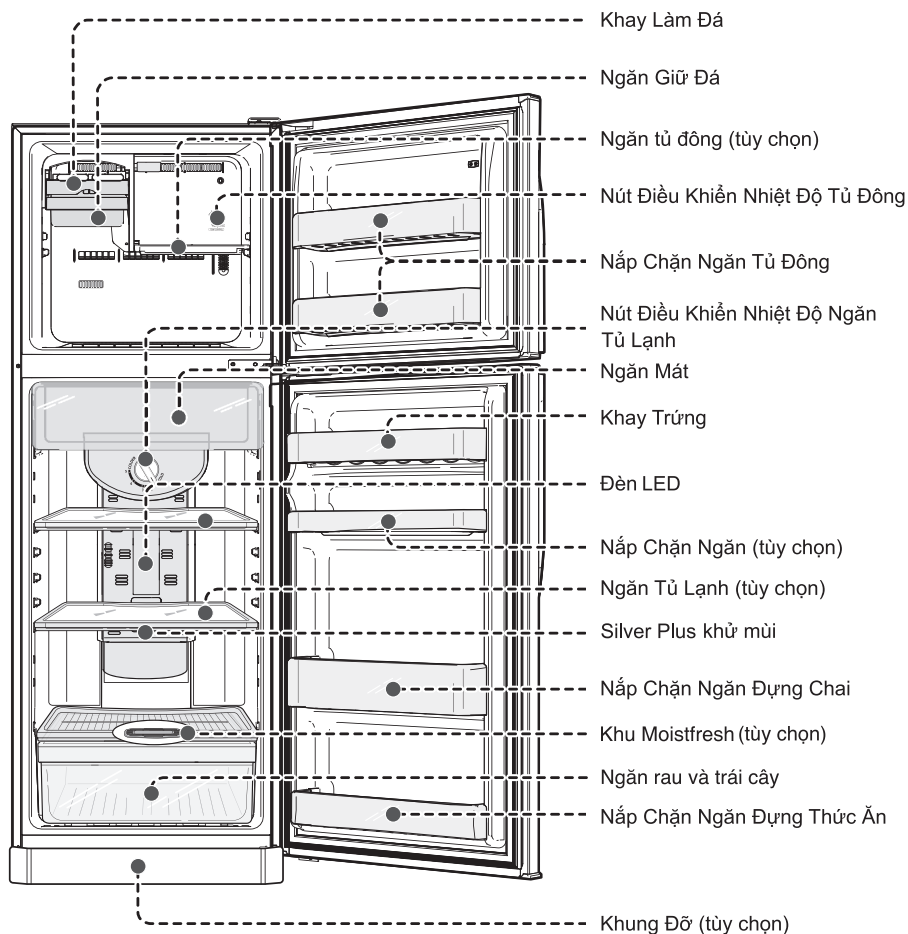 Khay Làm Đá
Ngăn Giữ Đá
Ngăn tủ đông (tùy chọn)
Nút Điều Khiển Nhiệt Độ Tủ Đông
Nắp Chặn Ngăn Tủ Đông
Nút Điều Khiển Nhiệt Độ Ngăn
Tủ Lạnh
Ngăn Mát
Khay Trứng
Đèn LED
Nắp Chặn Ngăn (tùy chọn)
Ngăn Tủ Lạnh (tùy chọn)
Silver Plus khử mùi
Nắp Chặn Ngăn Đựng Chai
Khu Moistfresh (tùy chọn)
Ngăn rau và trái cây
Nắp Chặn Ngăn Đựng Thức Ăn
Khung Đỡ (tùy chọn)